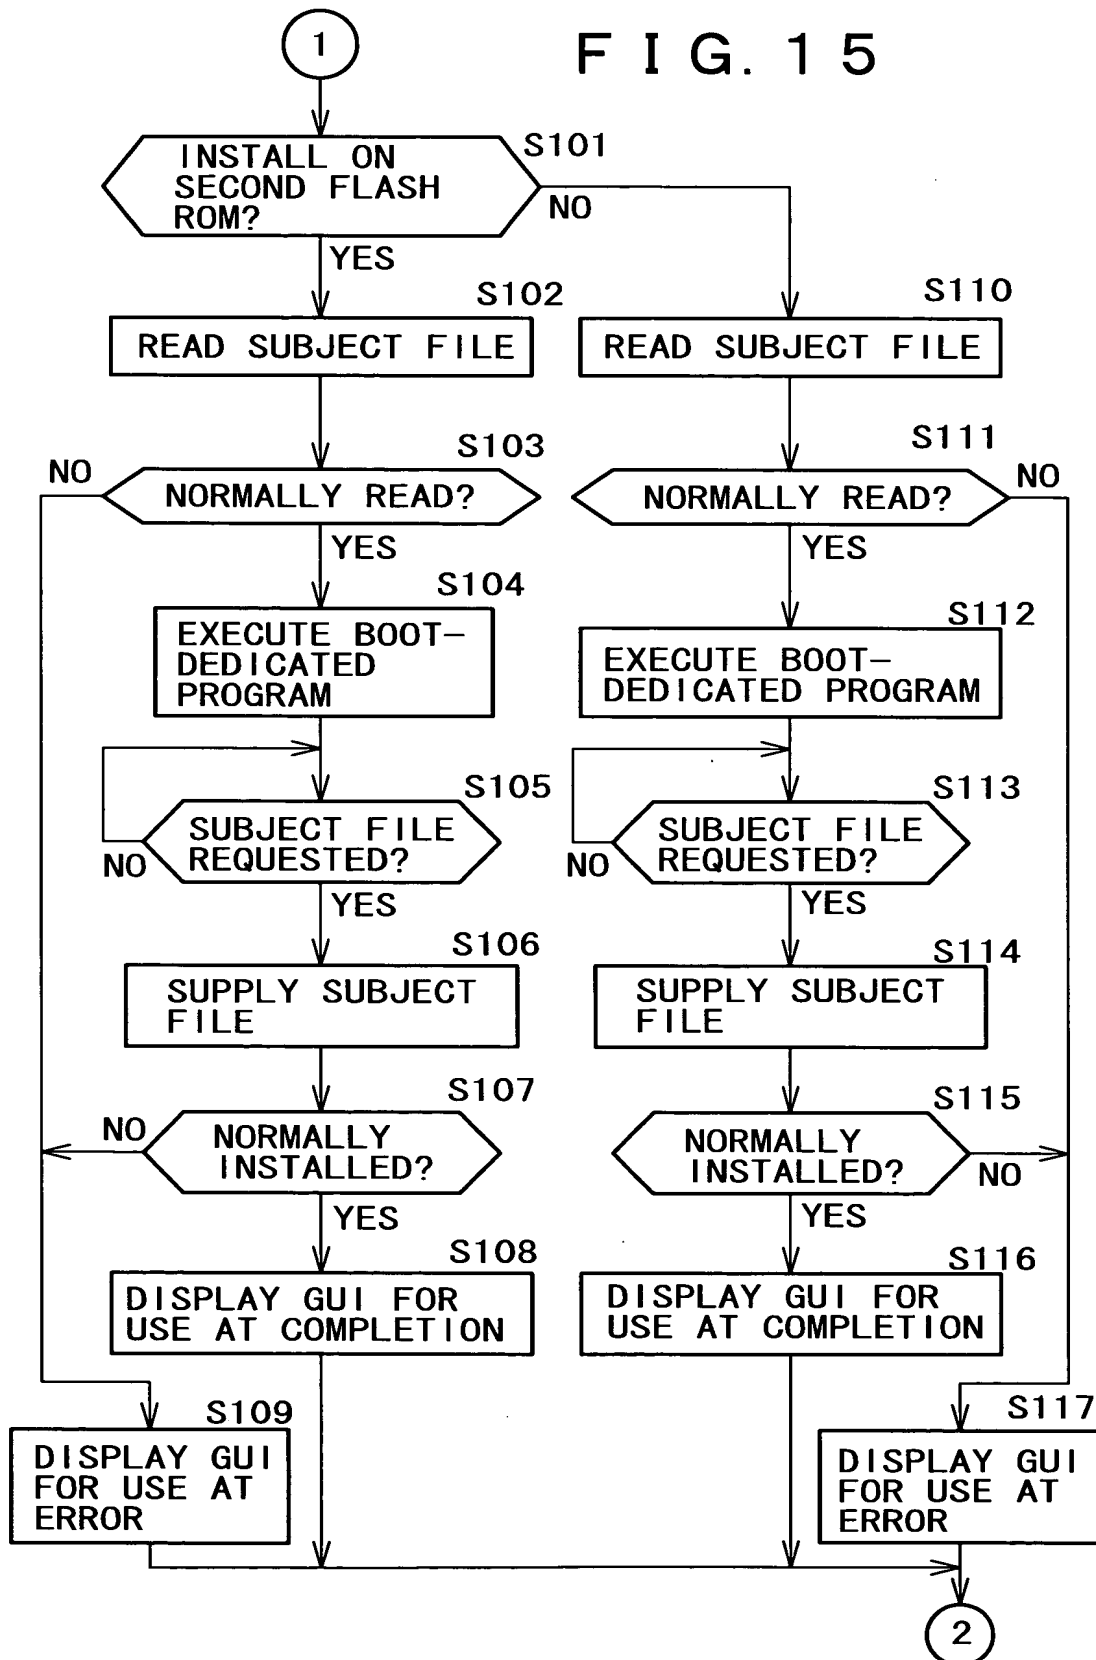 1
FIG. 15
S101
INSTALL ON
SECOND FLASH
ROM?
NO
YES
S102
READ SUBJECT FILE
S110
READ SUBJECT FILE
S103
NO
NORMALLY READ?
YES
S111
NORMALLY READ?
NO
YES
S104
EXECUTE BOOT-
DEDICATED
PROGRAM
S112
EXECUTE BOOT-
DEDICATED PROGRAM
S105
SUBJECT FILE
REQUESTED?
NO
YES
S113
SUBJECT FILE
REQUESTED?
NO
YES
S106
SUPPLY SUBJECT
FILE
S114
SUPPLY SUBJECT
FILE
S107
NO
NORMALLY
INSTALLED?
YES
S115
NORMALLY
INSTALLED?
NO
YES
S108
DISPLAY GUI FOR
USE AT COMPLETION
S116
DISPLAY GUI FOR
USE AT COMPLETION
S109
DISPLAY GUI
FOR USE AT
ERROR
S117
DISPLAY GUI
FOR USE AT
ERROR
2